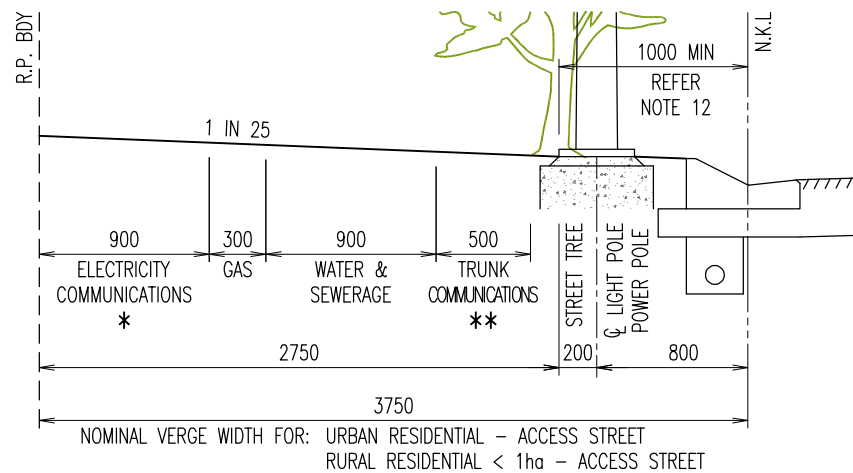 R.P. BDY
N.K.L
1000 MIN
REFER
NOTE 12
1 IN 25
900
300
900
500
ELECTRICITY
COMMUNICATIONS
*
GAS
WATER &
SEWERAGE
TRUNK
COMMUNICATIONS
**
STREET TREE
℄ LIGHT POLE
POWER POLE
2750
200
800
3750
NOMINAL VERGE WIDTH FOR: URBAN RESIDENTIAL – ACCESS STREET
RURAL RESIDENTIAL < 1ha – ACCESS STREET